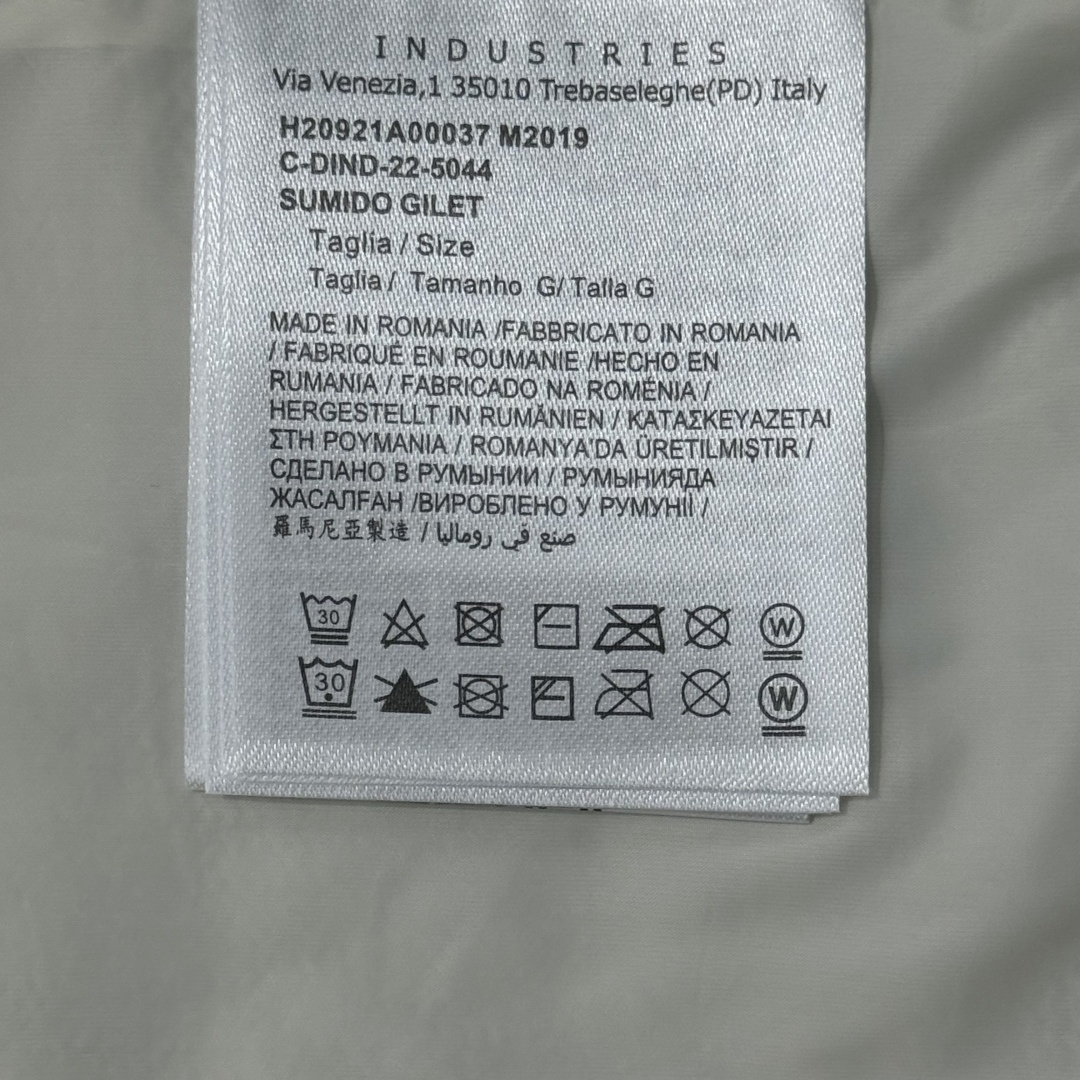 INDUSTRIES
Via Venezia,1 35010 Trebaseleghe(PD) Italy
H20921A00037 M2019
C-DIND-22-5044
SUMIDO GILET
Taglia / Size
Taglia / Tamanho G/ Talla G
MADE IN ROMANIA /FABBRICATO IN ROMANIA
/ FABRIQUÉ EN ROUMANIE /HECHO EN
RUMANIA / FABRICADO NA ROMÉNIA /
HERGESTELLT IN RUMÄNIEN / ΚΑΤΑΣΚΕΥΑΖΕΤΑΙ
ΣΤΗ ΡΟΥΜΑΝΙΑ / ROMANYA'DA ÜRETILMIŞTIR /
СДЕЛАНО В РУМЫНИИ / РУМЫНИЯДА
ЖАСАЛҒАН /ВИРОБЛЕНО У РУМУНІЇ /
羅馬尼亞製造 / صنع في روماليا
30 W
30 W